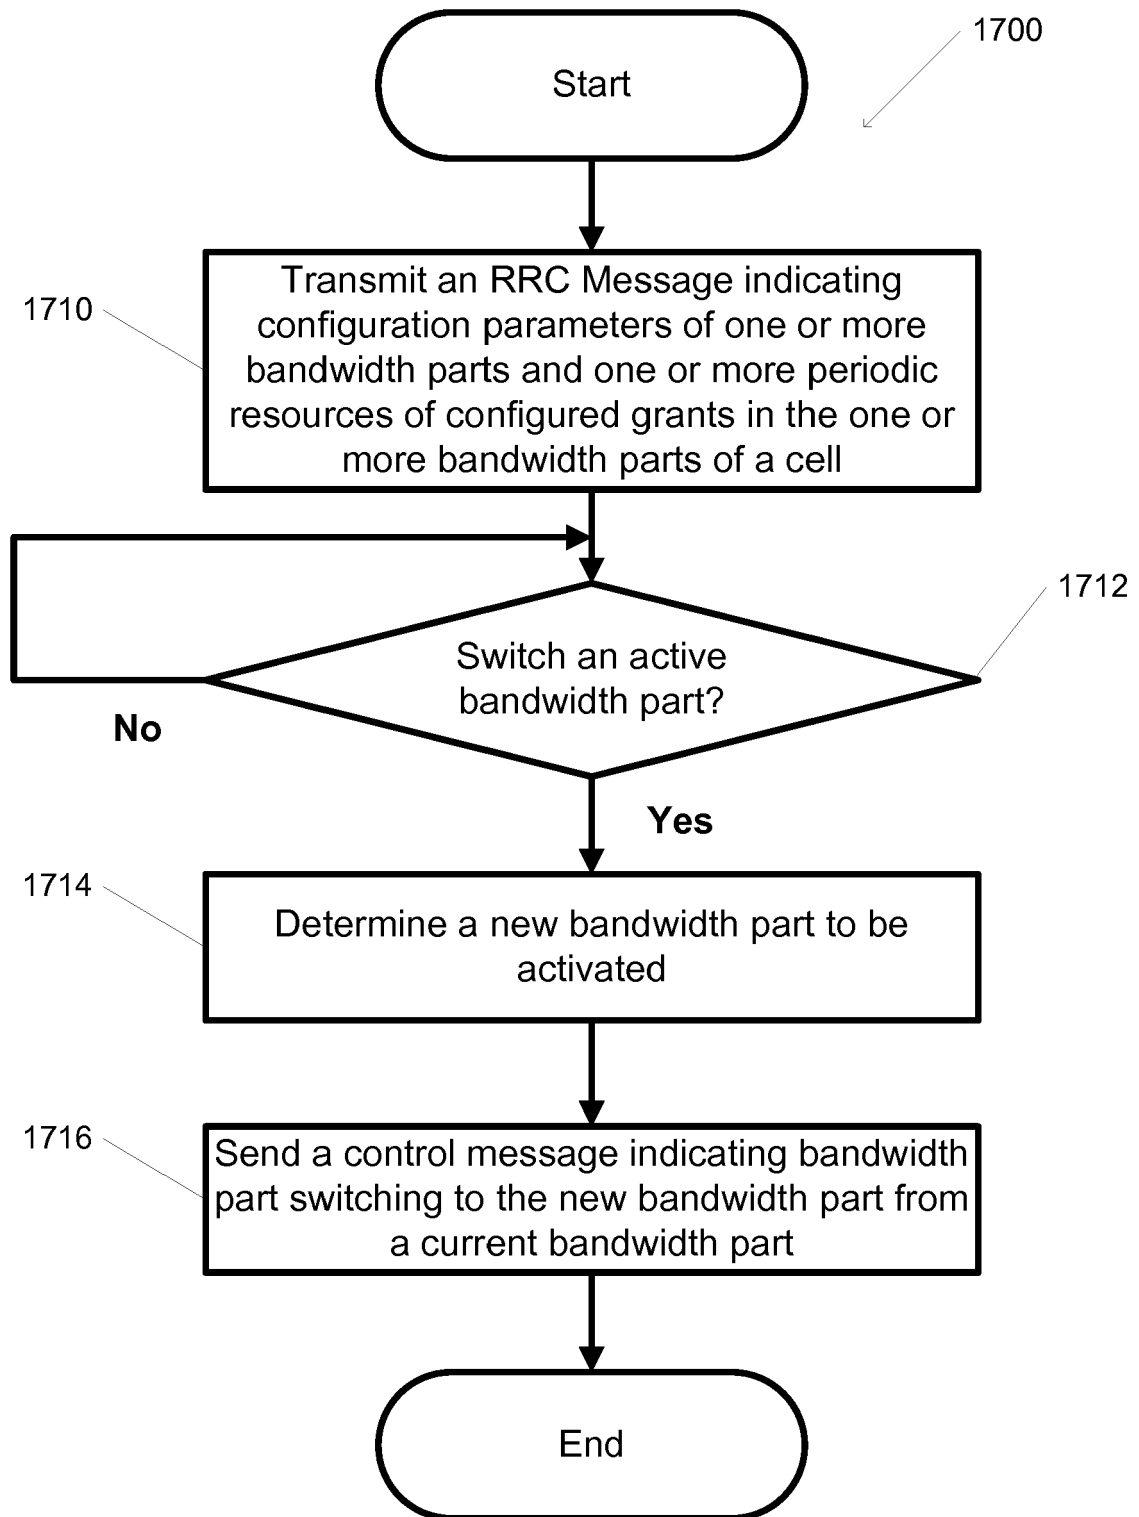 Start
1700
1710
Transmit an RRC Message indicating
configuration parameters of one or more
bandwidth parts and one or more periodic
resources of configured grants in the one or
more bandwidth parts of a cell
1712
Switch an active
bandwidth part?
No
Yes
1714
Determine a new bandwidth part to be
activated
1716
Send a control message indicating bandwidth
part switching to the new bandwidth part from
a current bandwidth part
End